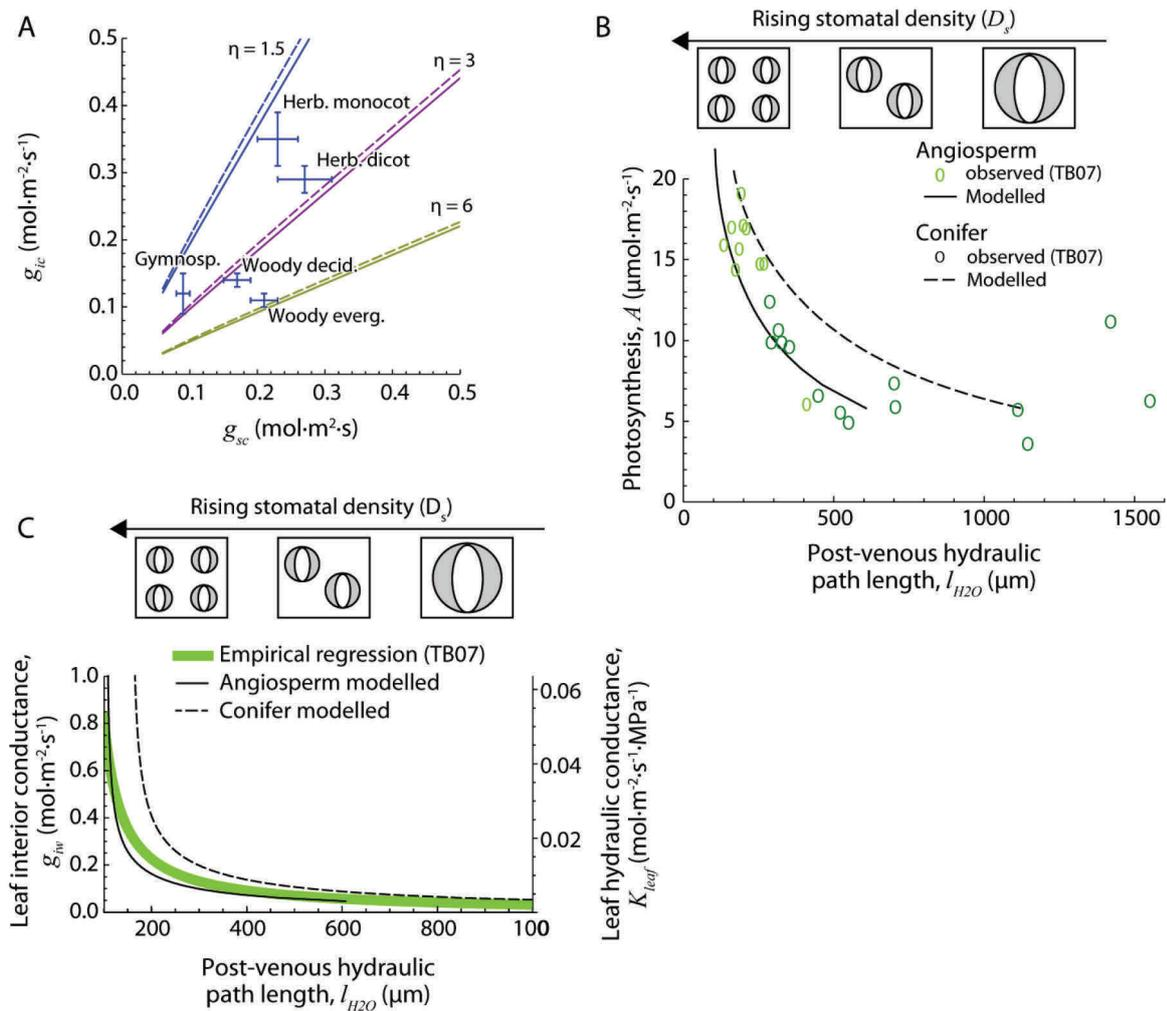 A
0.5
0.4
0.3
0.2
0.1
0.0
g_ic (mol·m⁻²·s⁻¹)
η = 1.5
η = 3
η = 6
Herb. monocot
Herb. dicot
Gymnosp.
Woody decid.
Woody everg.
0.0 0.1 0.2 0.3 0.4 0.5
g_sc (mol·m²·s)
B
Rising stomatal density (D_s)
Angiosperm
observed (TB07)
Modelled
Conifer
observed (TB07)
Modelled
20
15
10
5
0
Photosynthesis, A (μmol·m⁻²·s⁻¹)
0 500 1000 1500
Post-venous hydraulic
path length, l_H2O (μm)
C
Rising stomatal density (D_s)
Empirical regression (TB07)
Angiosperm modelled
Conifer modelled
1.0
0.8
0.6
0.4
0.2
0.0
Leaf interior conductance,
g_iw (mol·m⁻²·s⁻¹)
0.06
0.04
0.02
0
Leaf hydraulic conductance,
K_leaf (mol·m⁻²·s⁻¹·MPa⁻¹)
200 400 600 800 100
Post-venous hydraulic
path length, l_H2O (μm)